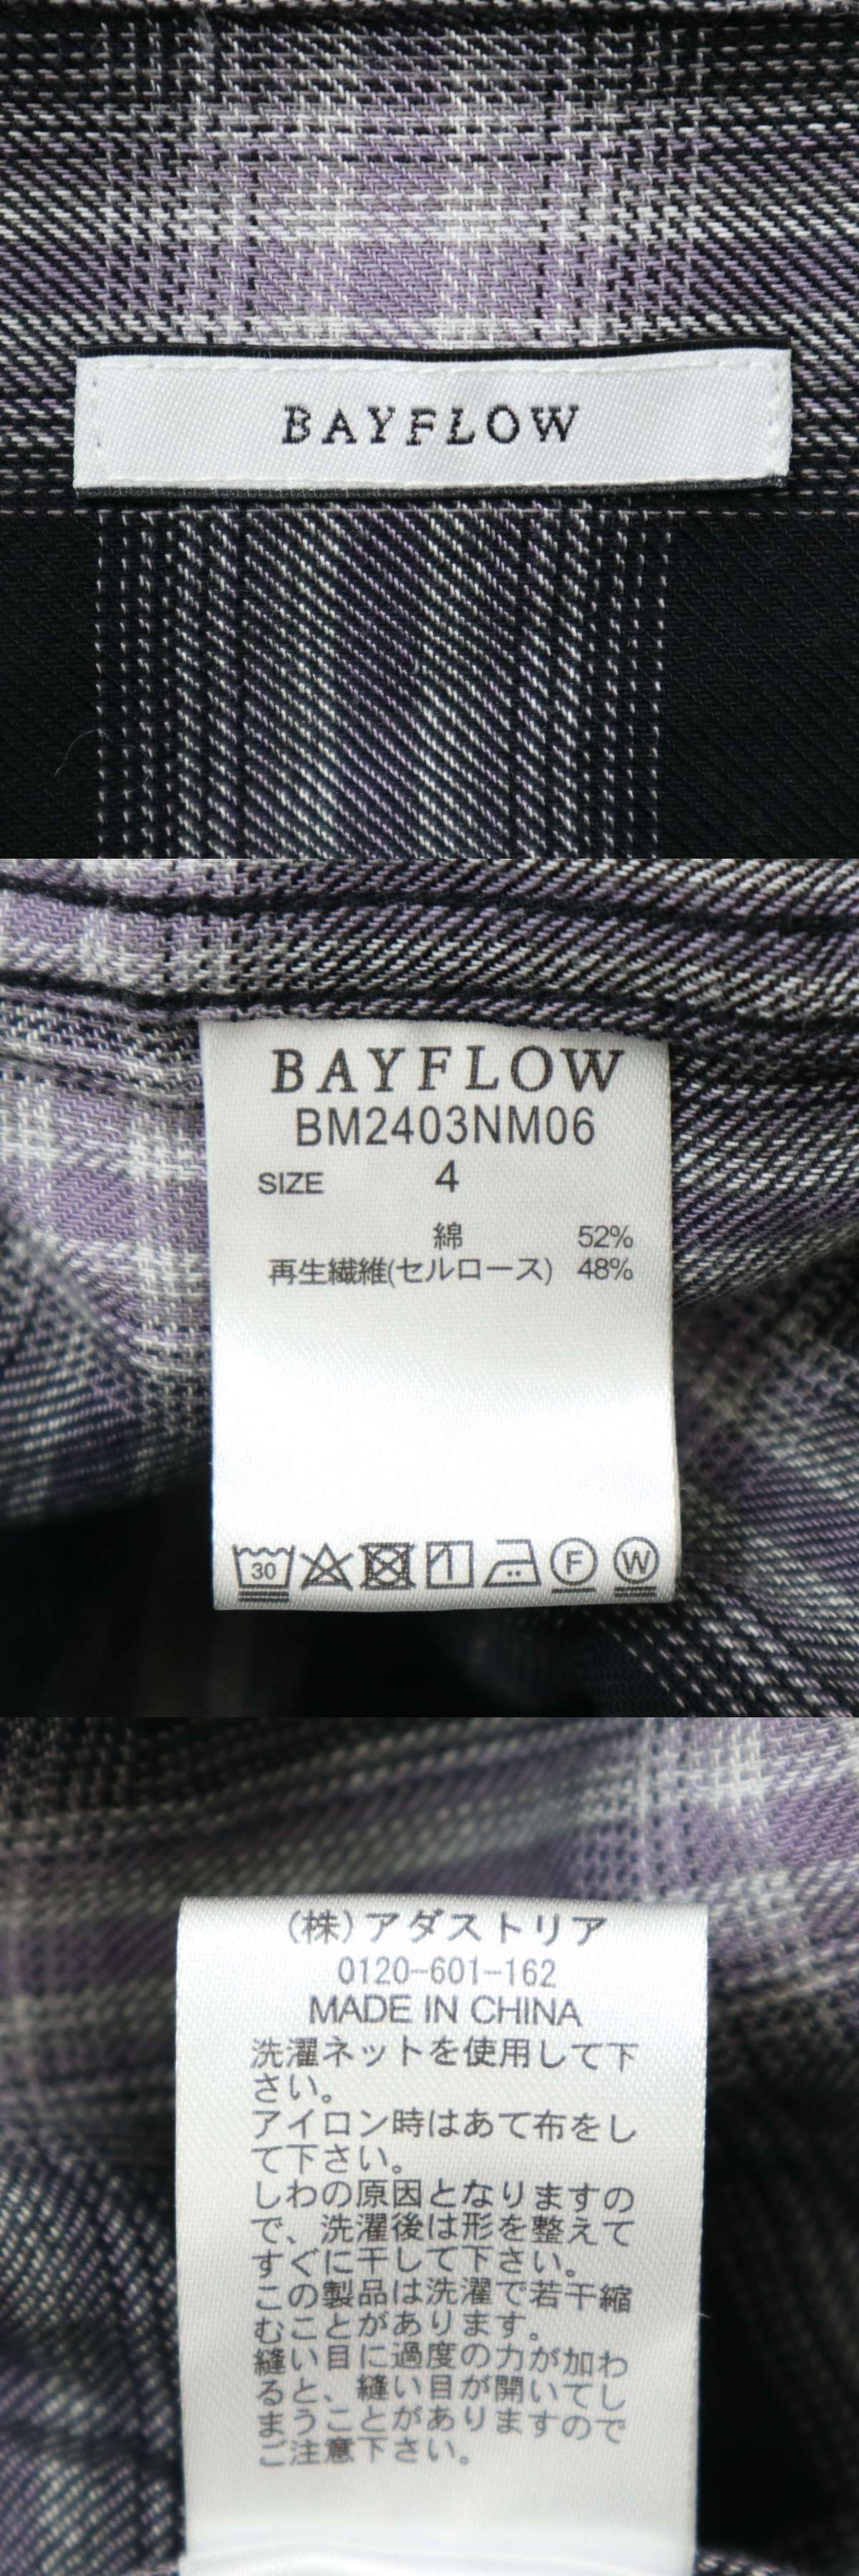 BAYFLOW
BAYFLOW
BM2403NM06
SIZE 4
綿 52%
再生繊維(セルロース) 48%
30
F W
(株)アダストリア
0120-601-162
MADE IN CHINA
洗濯ネットを使用して下
さい。
アイロン時はあて布をし
て下さい。
しわの原因となりますの
で、洗濯後は形を整えて
すぐに干して下さい。
この製品は洗濯で若干縮
むことがあります。
縫い目に過度の力が加わ
ると、縫い目が開いてし
まうことがありますので
ご注意下さい。